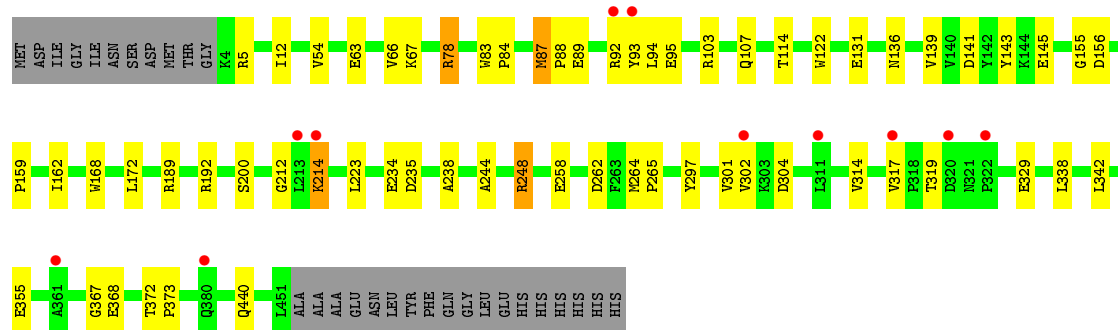 MET ASP ILE GLY ILE ASN SER ASP MET THR GLY K4 R5 I12 V54 E63 V66 K67 R78 W83 P84 M87 P88 E89 R92 Y93 L94 E95 R103 Q107 T114 W122 E131 N136 V139 V140 D141 Y142 Y143 K144 E145 G155 D156
P159 I162 W168 L172 R189 R192 S200 G212 L213 K214 L223 E234 D235 A238 A244 R248 E258 D262 F263 M264 P265 Y297 V301 V302 K303 D304 L311 V314 V317 P318 T319 D320 N321 P322 E329 L338 L342
E355 A361 G367 E368 T372 P373 Q380 Q440 L451 ALA ALA ALA GLU ASN LEU TYR PHE GLN GLY LEU GLU HIS HIS HIS HIS HIS HIS